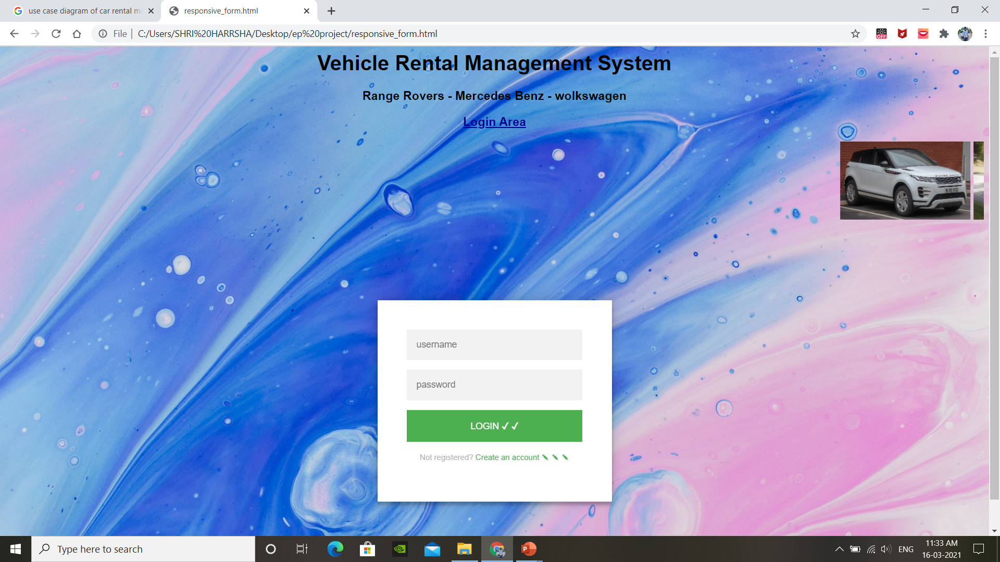 use case diagram of car rental ma
responsive_form.html
File
C:/Users/SHRI%20HARRSHA/Desktop/ep%20project/responsive_form.html
OFF
Vehicle Rental Management System
Range Rovers - Mercedes Benz - wolkswagen
Login Area
username
password
LOGIN ✓ ✓
Not registered? Create an account ✎ ✎ ✎
Type here to search
ENG
11:33 AM
16-03-2021